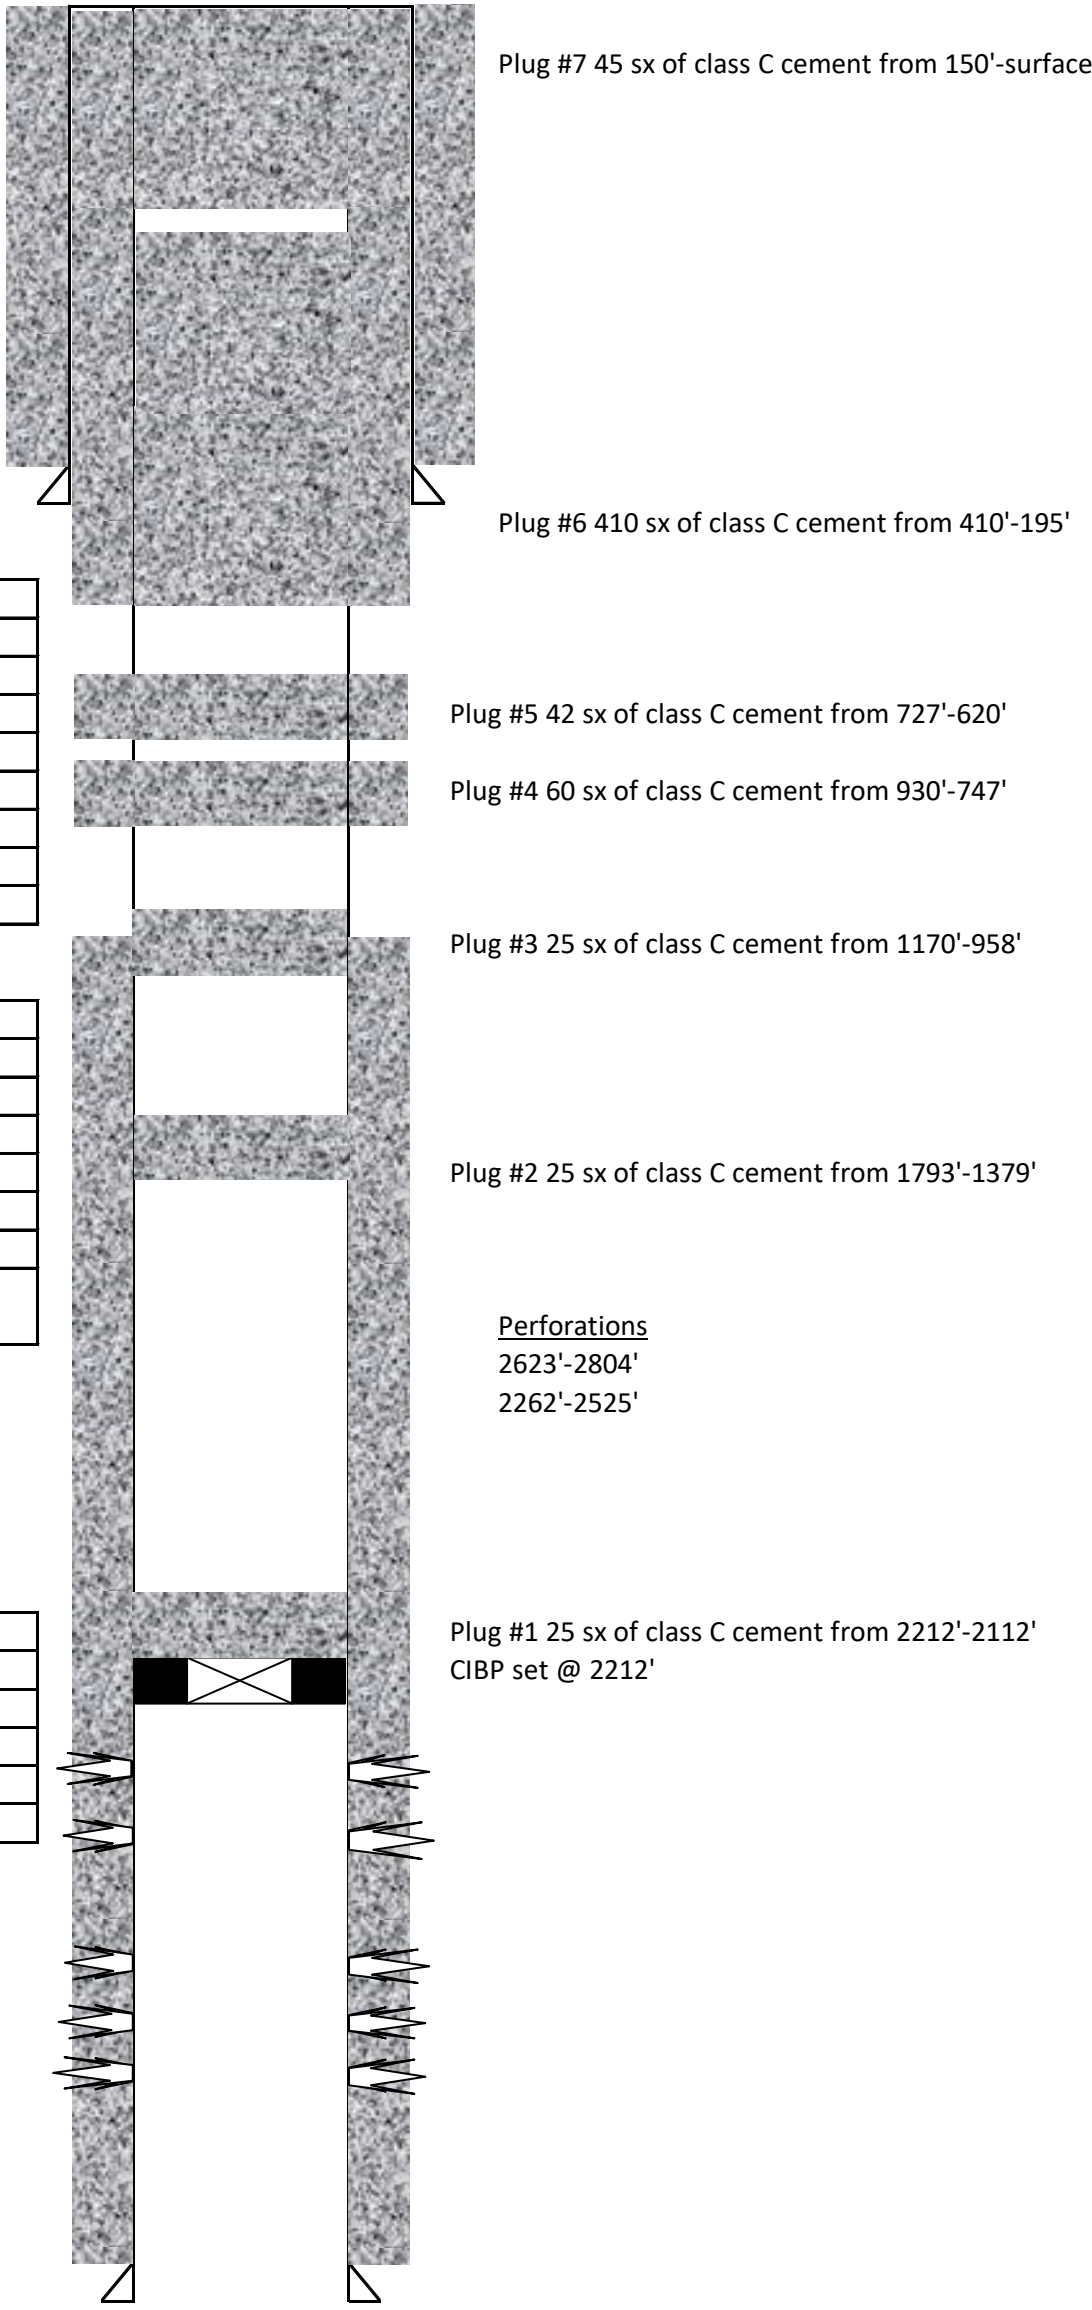 Plug #7 45 sx of class C cement from 150'-surface
Plug #6 410 sx of class C cement from 410'-195'
Plug #5 42 sx of class C cement from 727'-620'
Plug #4 60 sx of class C cement from 930'-747'
Plug #3 25 sx of class C cement from 1170'-958'
Plug #2 25 sx of class C cement from 1793'-1379'
Perforations
2623'-2804'
2262'-2525'
Plug #1 25 sx of class C cement from 2212'-2112'
CIBP set @ 2212'